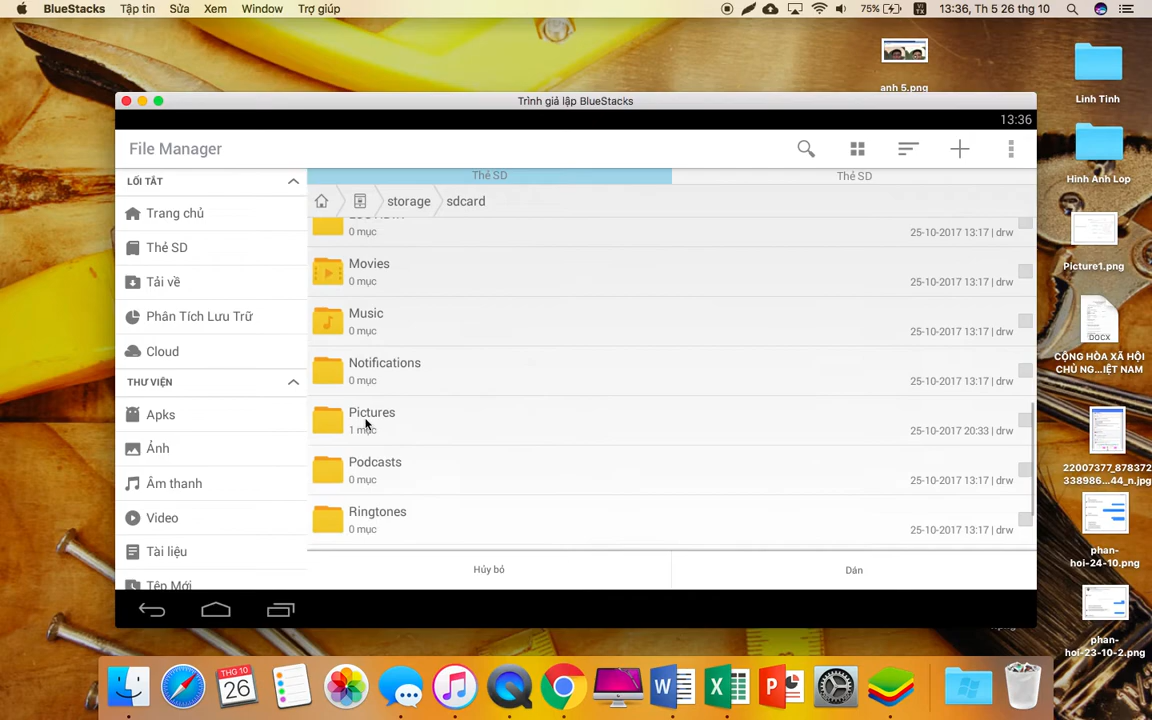 BlueStacks Tập tin Sửa Xem Window Trợ giúp
75% VI TX 13:36, Th 5 26 thg 10
anh 5.png
Linh Tinh
Hinh Anh Lop
Picture1.png
DOCX
CỘNG HÒA XÃ HỘI
CHỦ NG...IỆT NAM
22007377_878372
338986...44_n.jpg
phan-
hoi-24-10.png
phan-
hoi-23-10-2.png
Trình giả lập BlueStacks
13:36
File Manager
LỐI TẮT
Trang chủ
Thẻ SD
Tải về
Phân Tích Lưu Trữ
Cloud
THƯ VIỆN
Apks
Ảnh
Âm thanh
Video
Tài liệu
Tệp Mới
Thẻ SD
Thẻ SD
storage
sdcard
0 mục
25-10-2017 13:17 | drw
Movies
0 mục
25-10-2017 13:17 | drw
Music
0 mục
25-10-2017 13:17 | drw
Notifications
0 mục
25-10-2017 13:17 | drw
Pictures
1 mục
25-10-2017 20:33 | drw
Podcasts
0 mục
25-10-2017 13:17 | drw
Ringtones
0 mục
25-10-2017 13:17 | drw
Hủy bỏ
Dán
THG 10
26